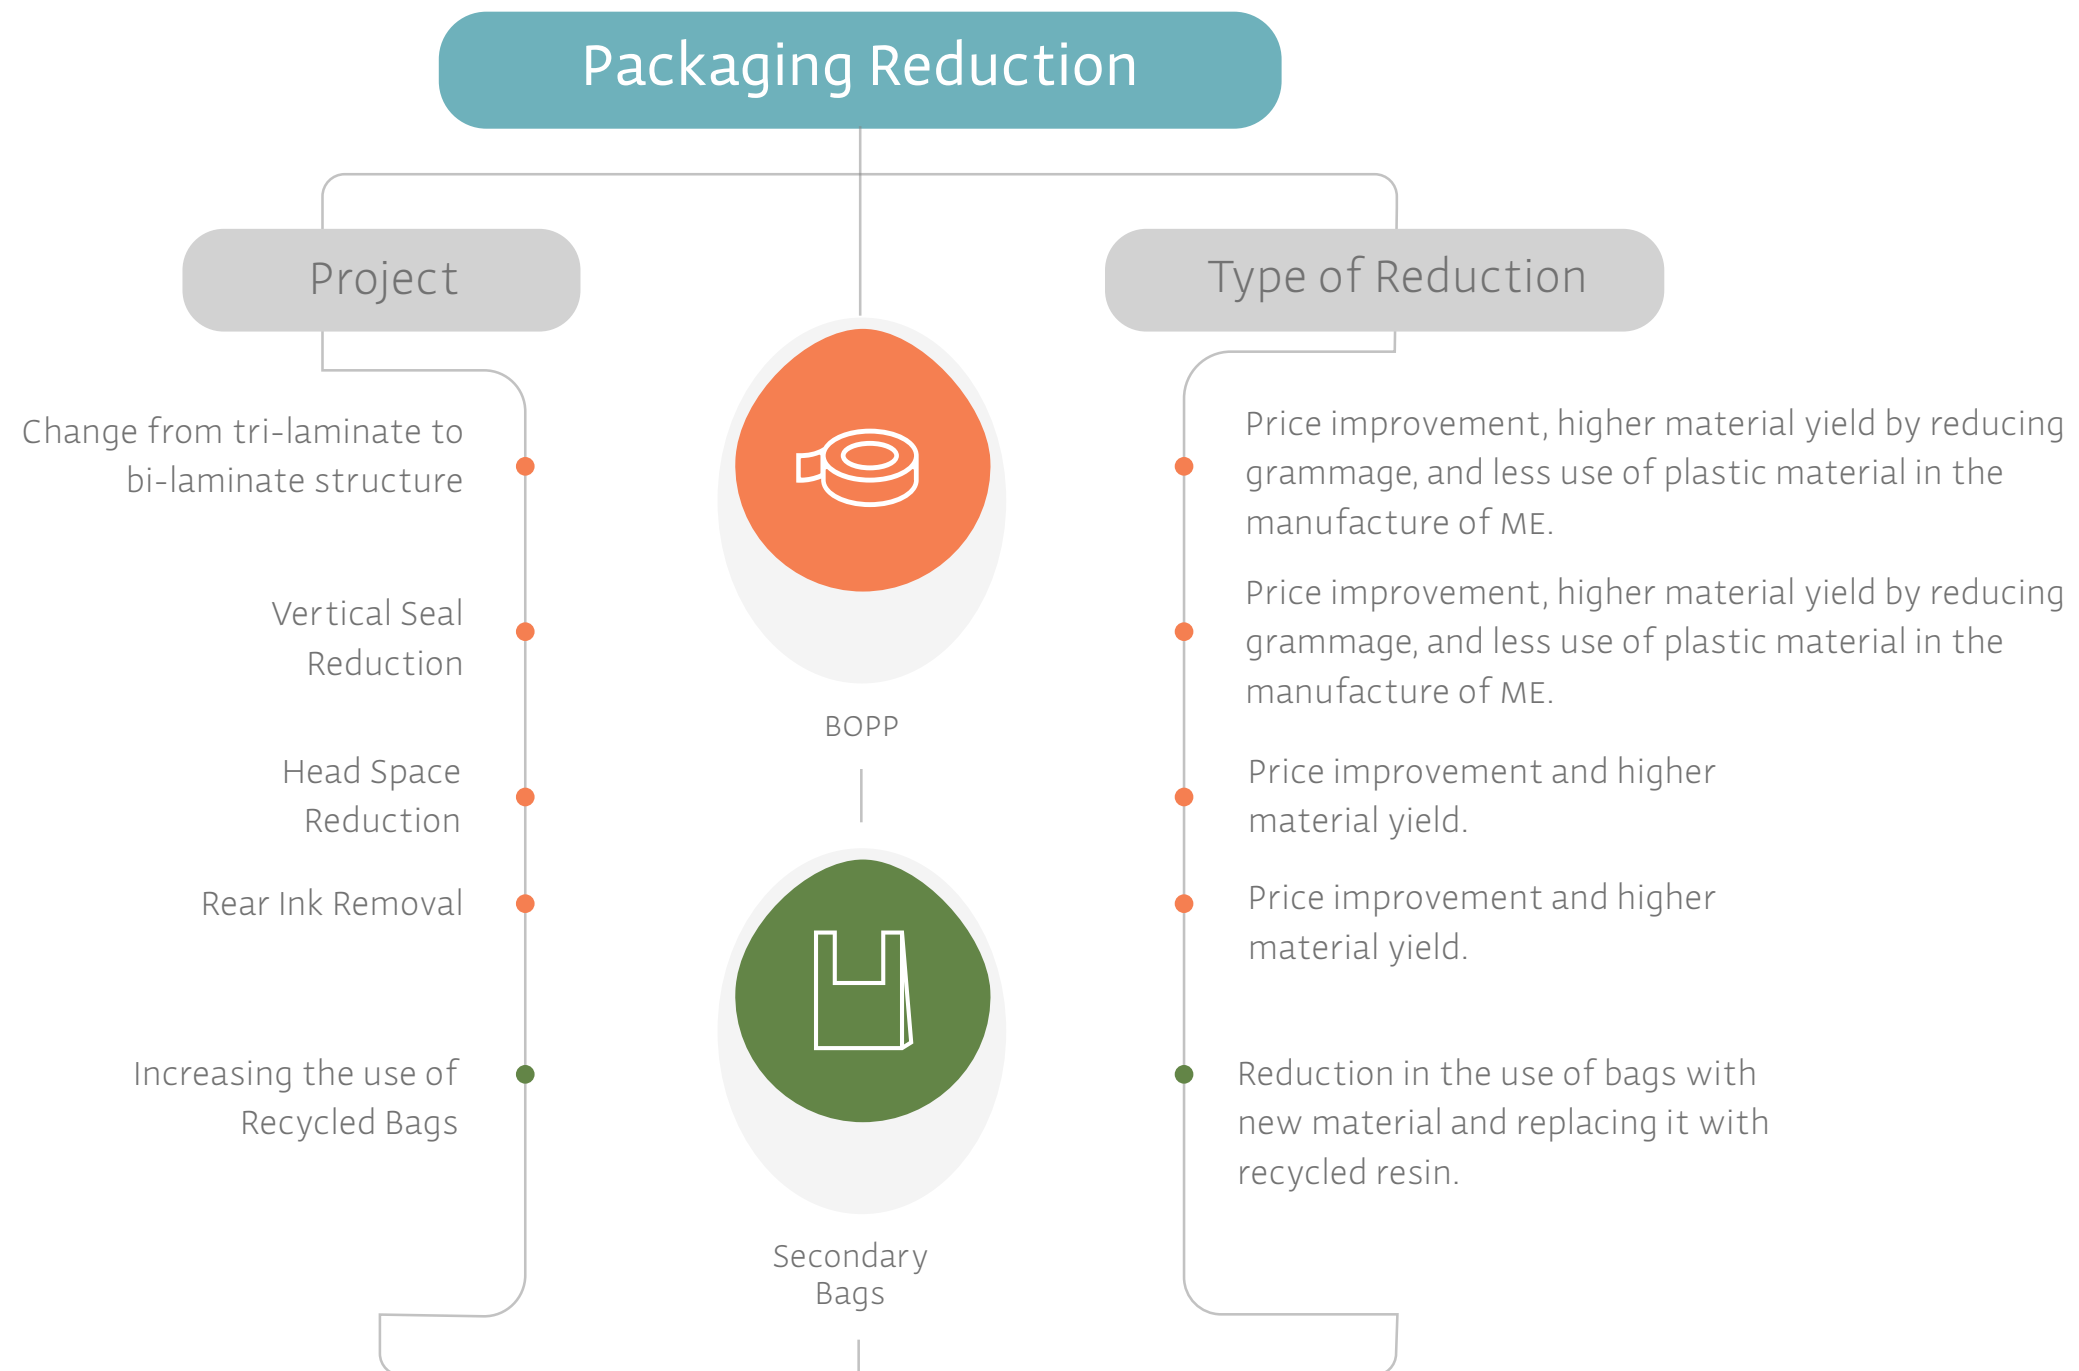 Packaging Reduction
Project
Type of Reduction
Change from tri-laminate to
bi-laminate structure
Price improvement, higher material yield by reducing
grammage, and less use of plastic material in the
manufacture of ME.
Vertical Seal
Reduction
Price improvement, higher material yield by reducing
grammage, and less use of plastic material in the
manufacture of ME.
BOPP
Head Space
Reduction
Price improvement and higher
material yield.
Rear Ink Removal
Price improvement and higher
material yield.
Increasing the use of
Recycled Bags
Reduction in the use of bags with
new material and replacing it with
recycled resin.
Secondary
Bags